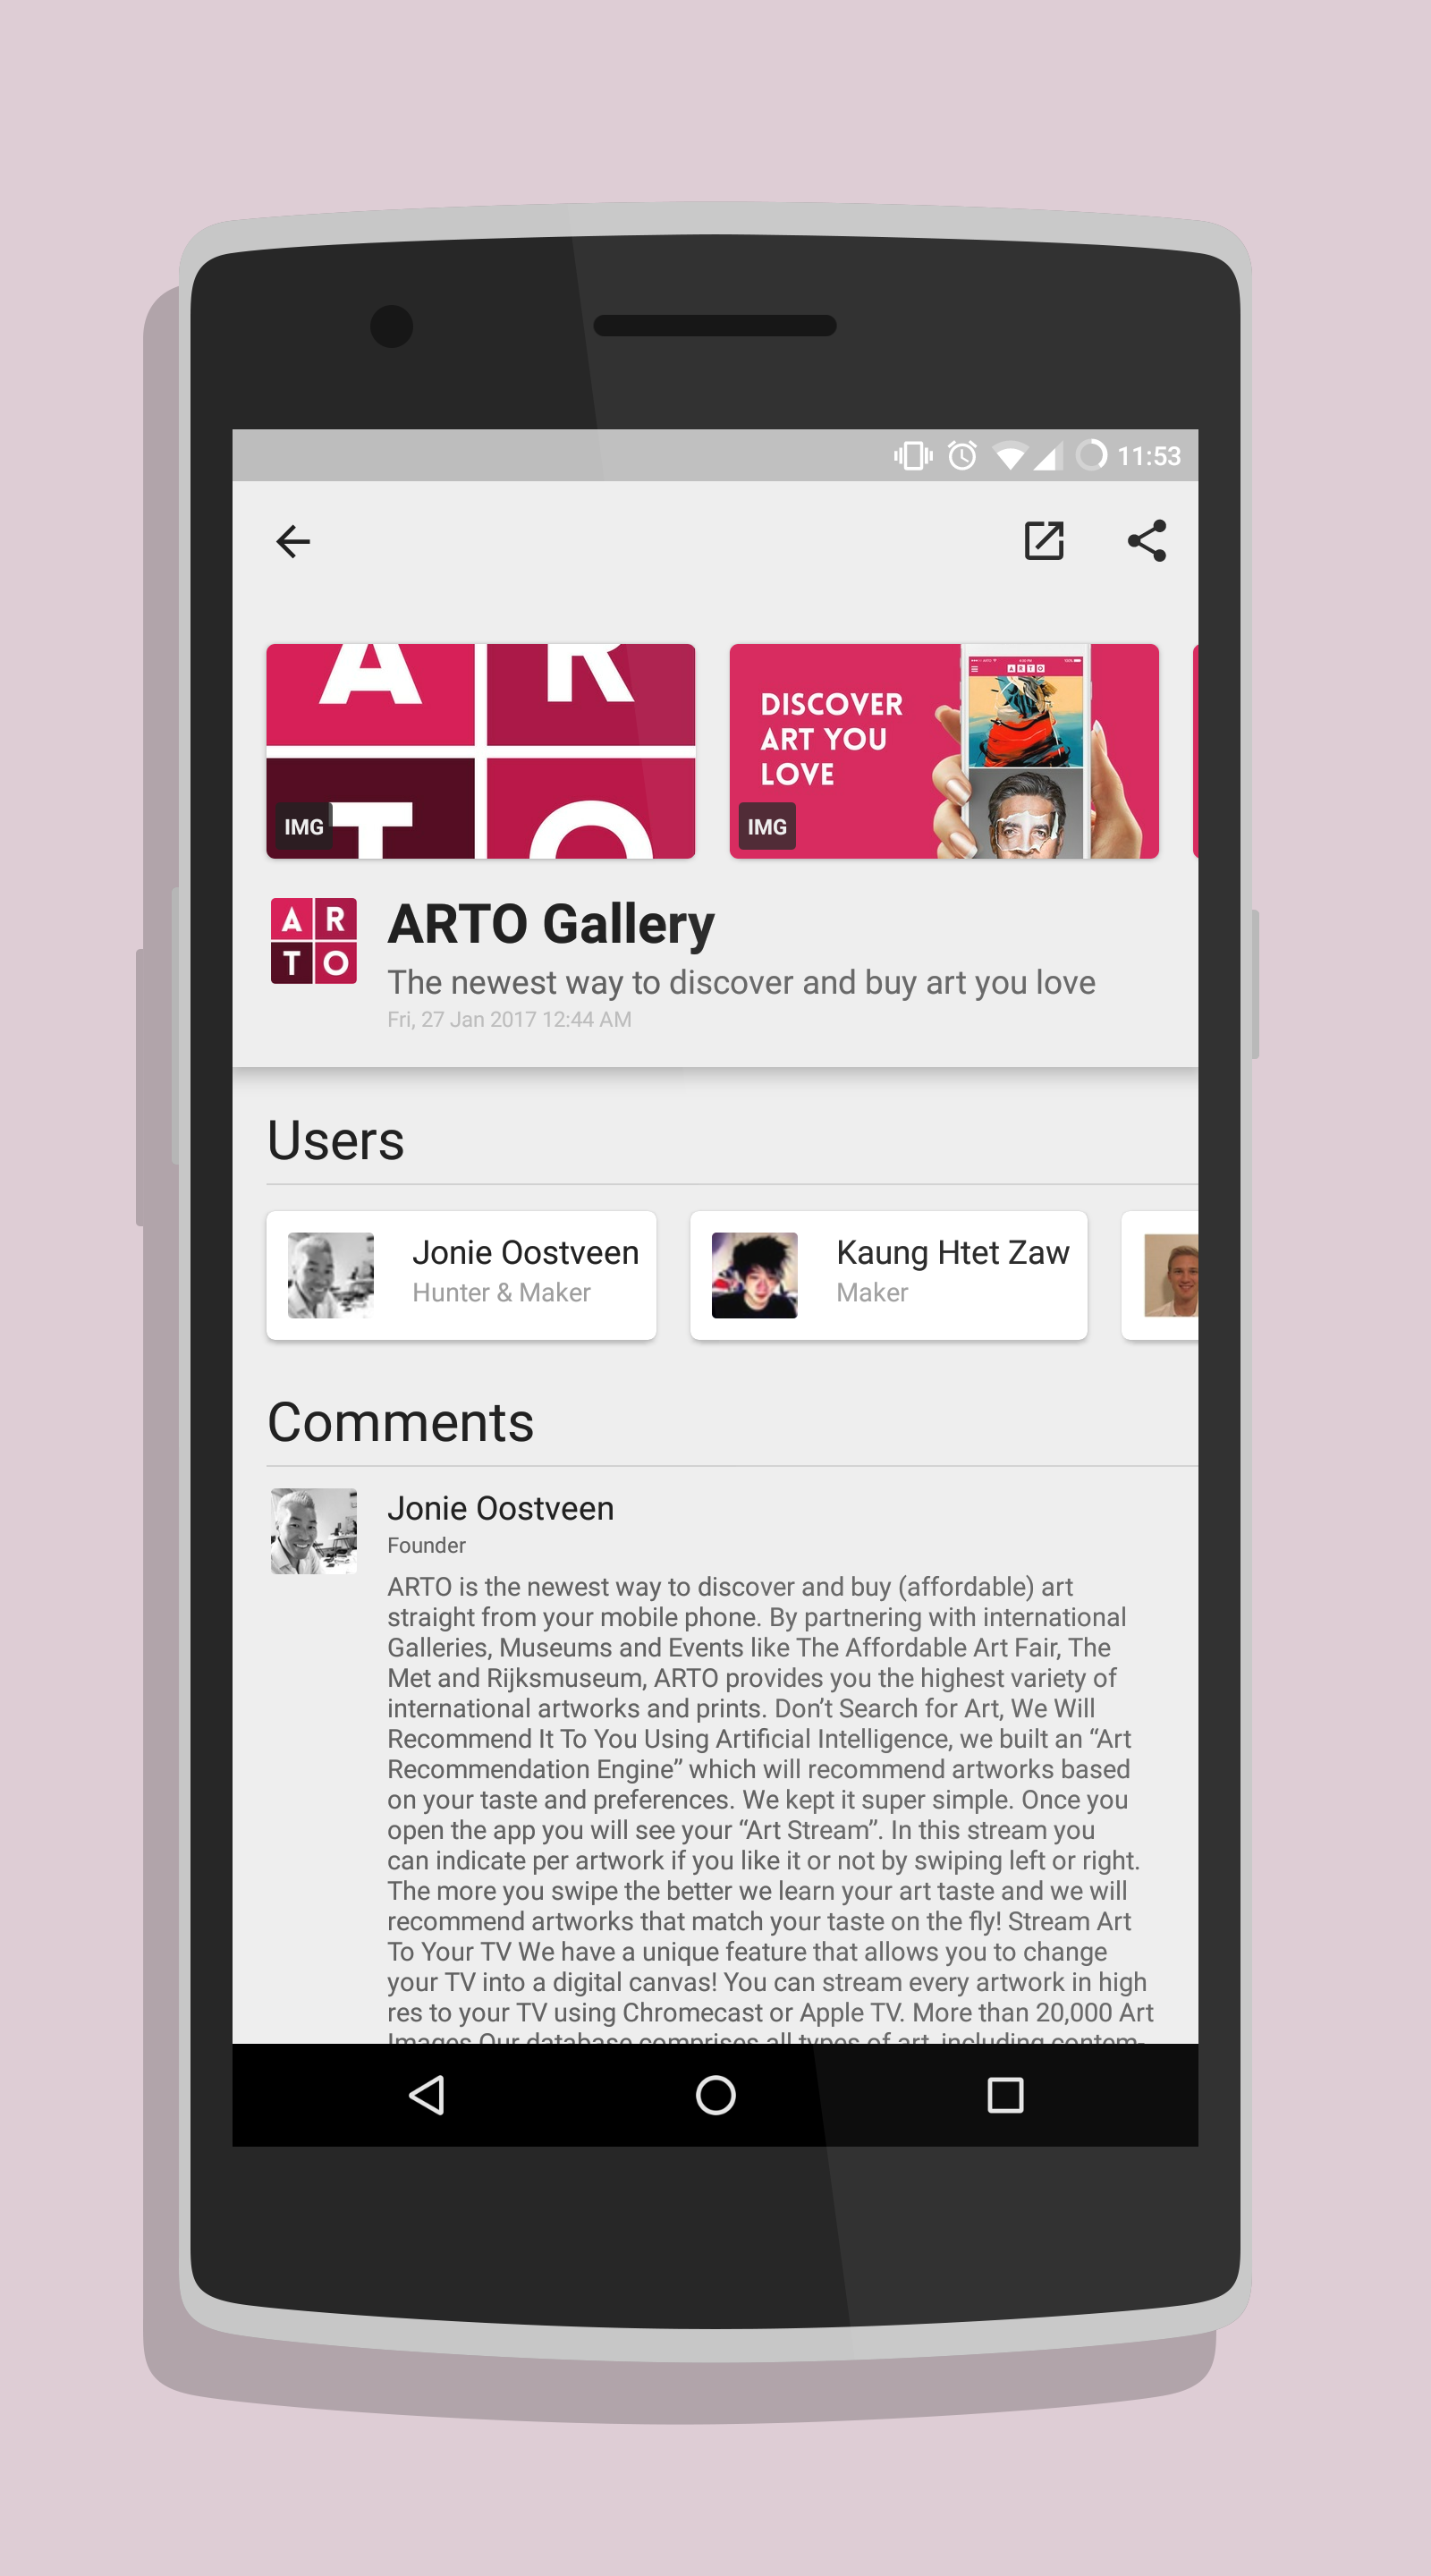 11:53
A R
T O
IMG
DISCOVER
ART YOU
LOVE
ARTO
IMG
A R
T O
ARTO Gallery
The newest way to discover and buy art you love
Fri, 27 Jan 2017 12:44 AM
Users
Jonie Oostveen
Hunter & Maker
Kaung Htet Zaw
Maker
Comments
Jonie Oostveen
Founder
ARTO is the newest way to discover and buy (affordable) art
straight from your mobile phone. By partnering with international
Galleries, Museums and Events like The Affordable Art Fair, The
Met and Rijksmuseum, ARTO provides you the highest variety of
international artworks and prints. Don’t Search for Art, We Will
Recommend It To You Using Artificial Intelligence, we built an “Art
Recommendation Engine” which will recommend artworks based
on your taste and preferences. We kept it super simple. Once you
open the app you will see your “Art Stream”. In this stream you
can indicate per artwork if you like it or not by swiping left or right.
The more you swipe the better we learn your art taste and we will
recommend artworks that match your taste on the fly! Stream Art
To Your TV We have a unique feature that allows you to change
your TV into a digital canvas! You can stream every artwork in high
res to your TV using Chromecast or Apple TV. More than 20,000 Art
Images Our database comprises all types of art, including contem-